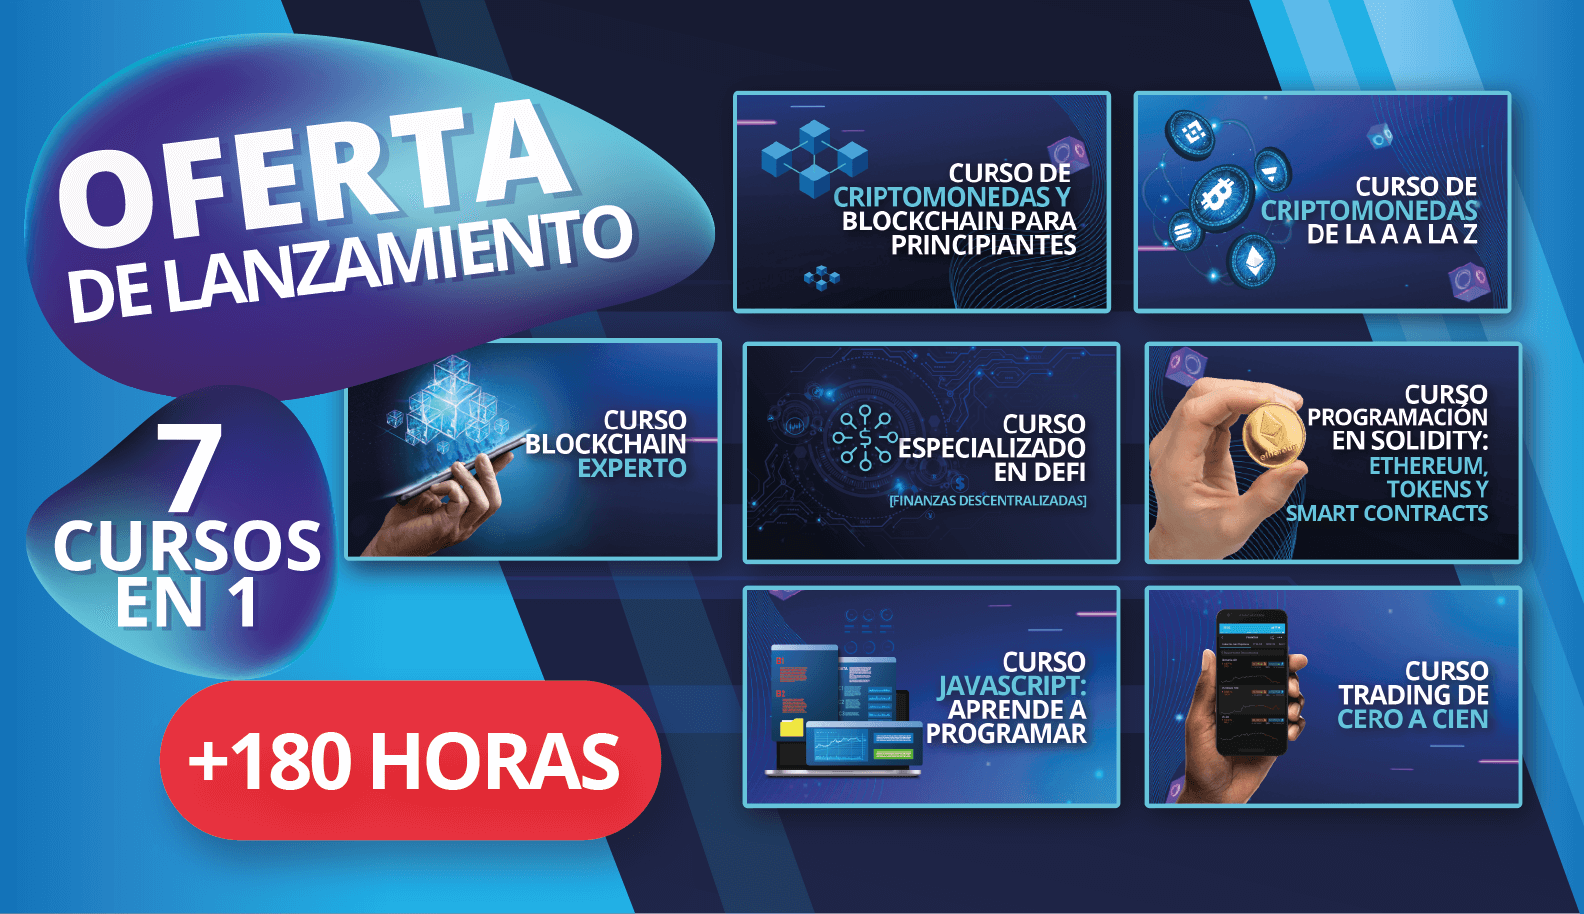 OFERTA
DE LANZAMIENTO
7
CURSOS
EN 1
+180 HORAS
CURSO DE
CRIPTOMONEDAS Y
BLOCKCHAIN PARA
PRINCIPIANTES
CURSO DE
CRIPTOMONEDAS
DE LA A A LA Z
CURSO
BLOCKCHAIN
EXPERTO
CURSO
ESPECIALIZADO
EN DEFI
[FINANZAS DESCENTRALIZADAS]
CURSO
PROGRAMACIÓN
EN SOLIDITY:
ETHEREUM,
TOKENS Y
SMART CONTRACTS
ethereum
CURSO
JAVASCRIPT:
APRENDE A
PROGRAMAR
CURSO
TRADING DE
CERO A CIEN